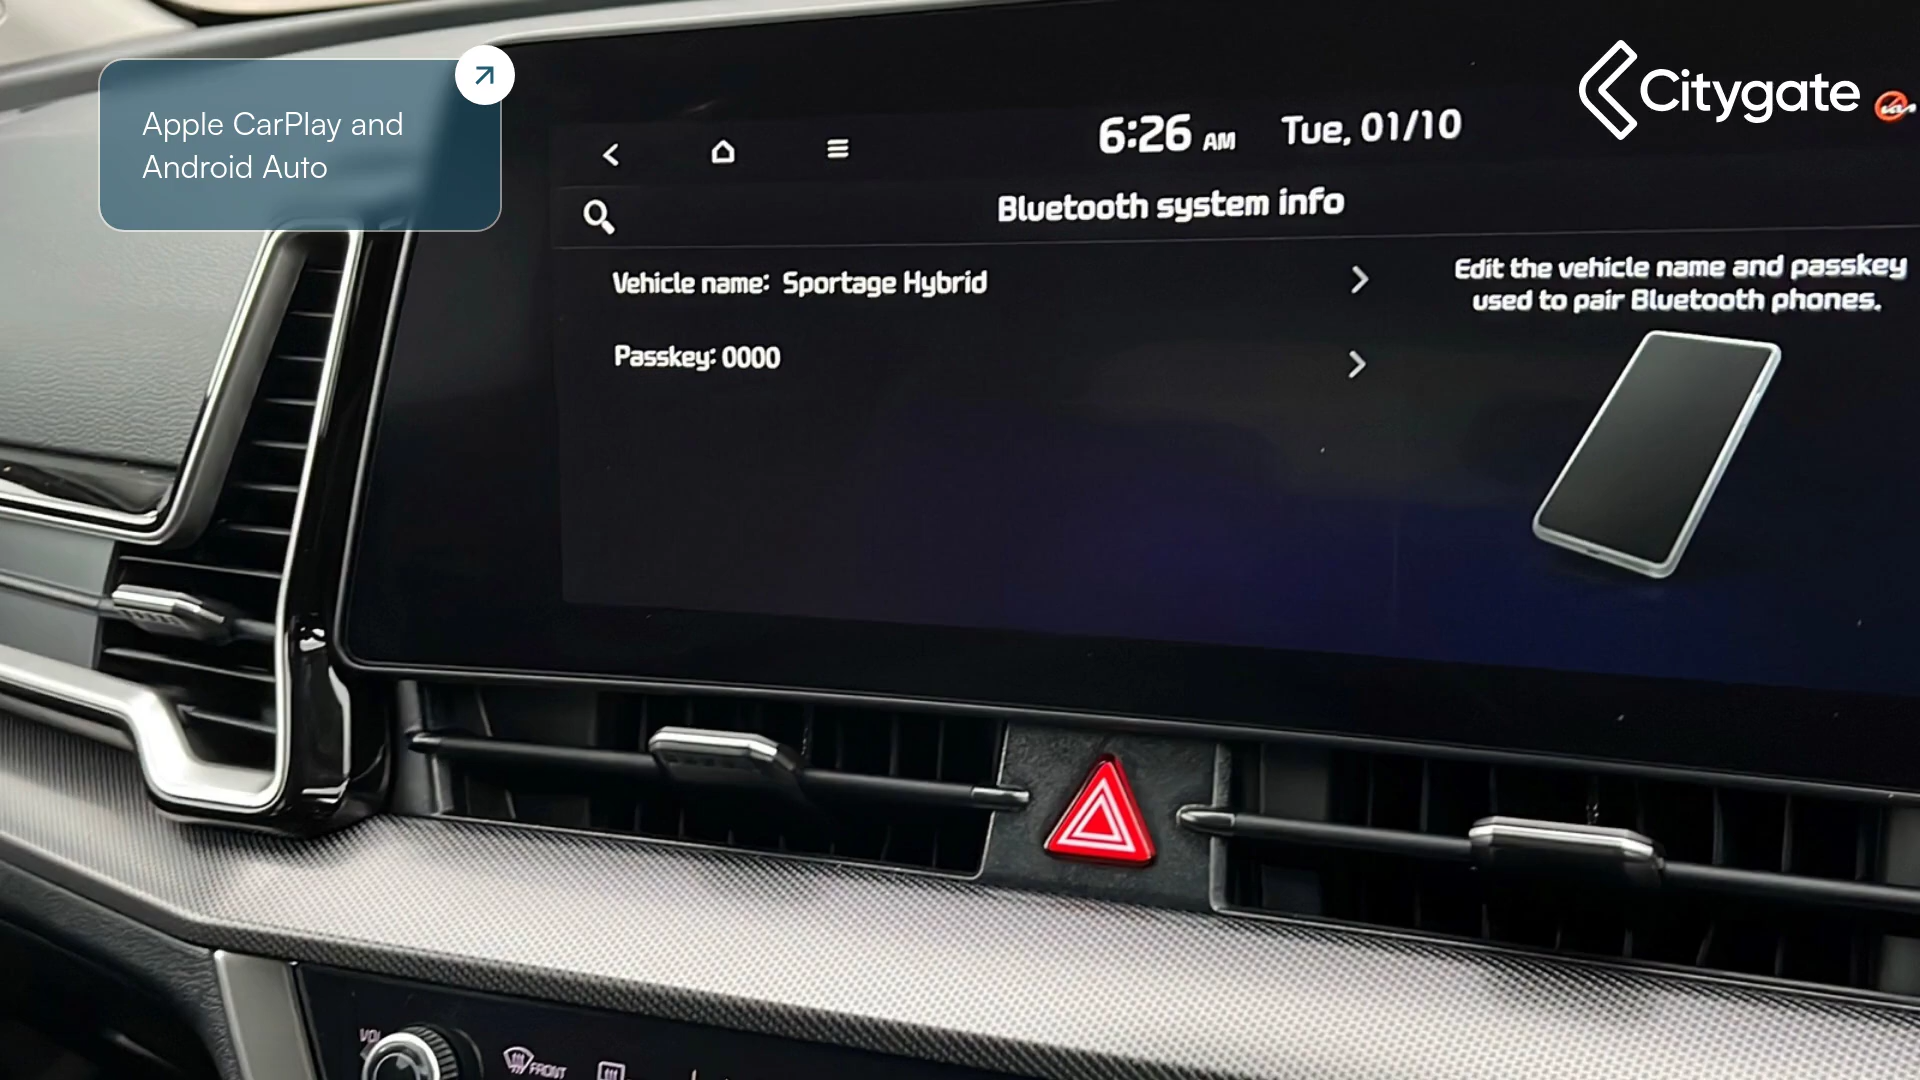 Apple CarPlay and
Android Auto
Citygate
6:26 AM Tue, 01/10
Bluetooth system info
Vehicle name: Sportage Hybrid
Passkey: 0000
Edit the vehicle name and passkey
used to pair Bluetooth phones.
VOL
FRONT